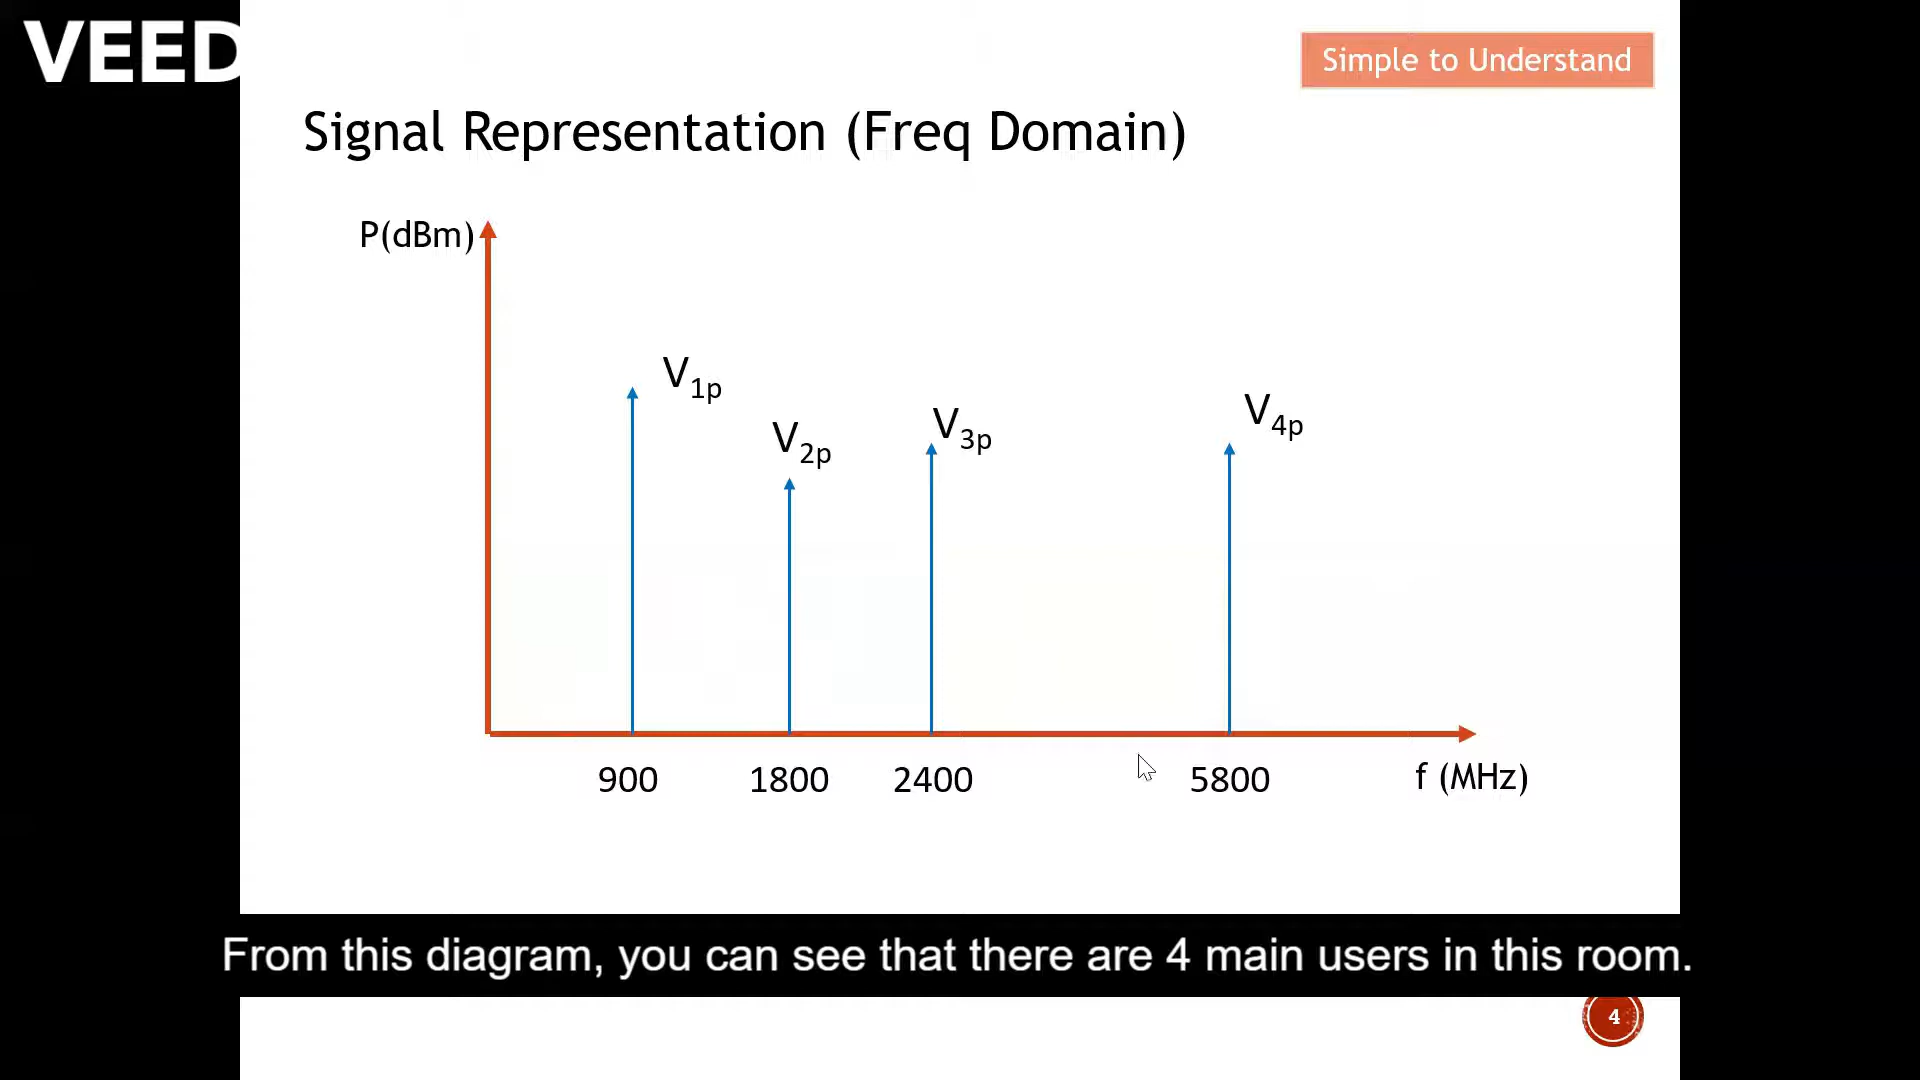 VEED
Simple to Understand
Signal Representation (Freq Domain)
P(dBm)
V1p
V2p
V3p
V4p
900 1800 2400 5800 f (MHz)
From this diagram, you can see that there are 4 main users in this room.
4